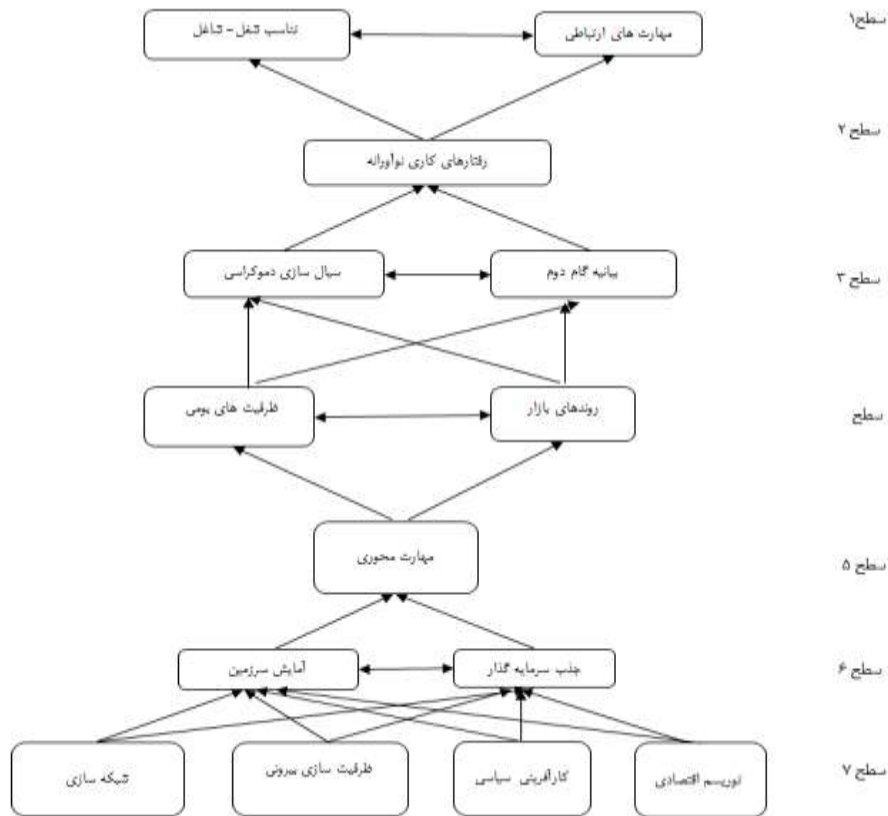 سطح۱
مهارت های ارتباطی
تناسب شغل - شاغل
سطح ۲
رفتارهای کاری نوآورانه
سطح ۳
بیانیه گام دوم
سیال سازی دموکراسی
سطح
روندهای بازار
ظرفیت های بومی
سطح ۵
مهارت محوری
سطح ۶
جذب سرمایه گذار
آمایش سرزمین
سطح ۷
توریسم اقتصادی
کارآفرینی سیاسی
ظرفیت سازی بیرونی
شبکه سازی